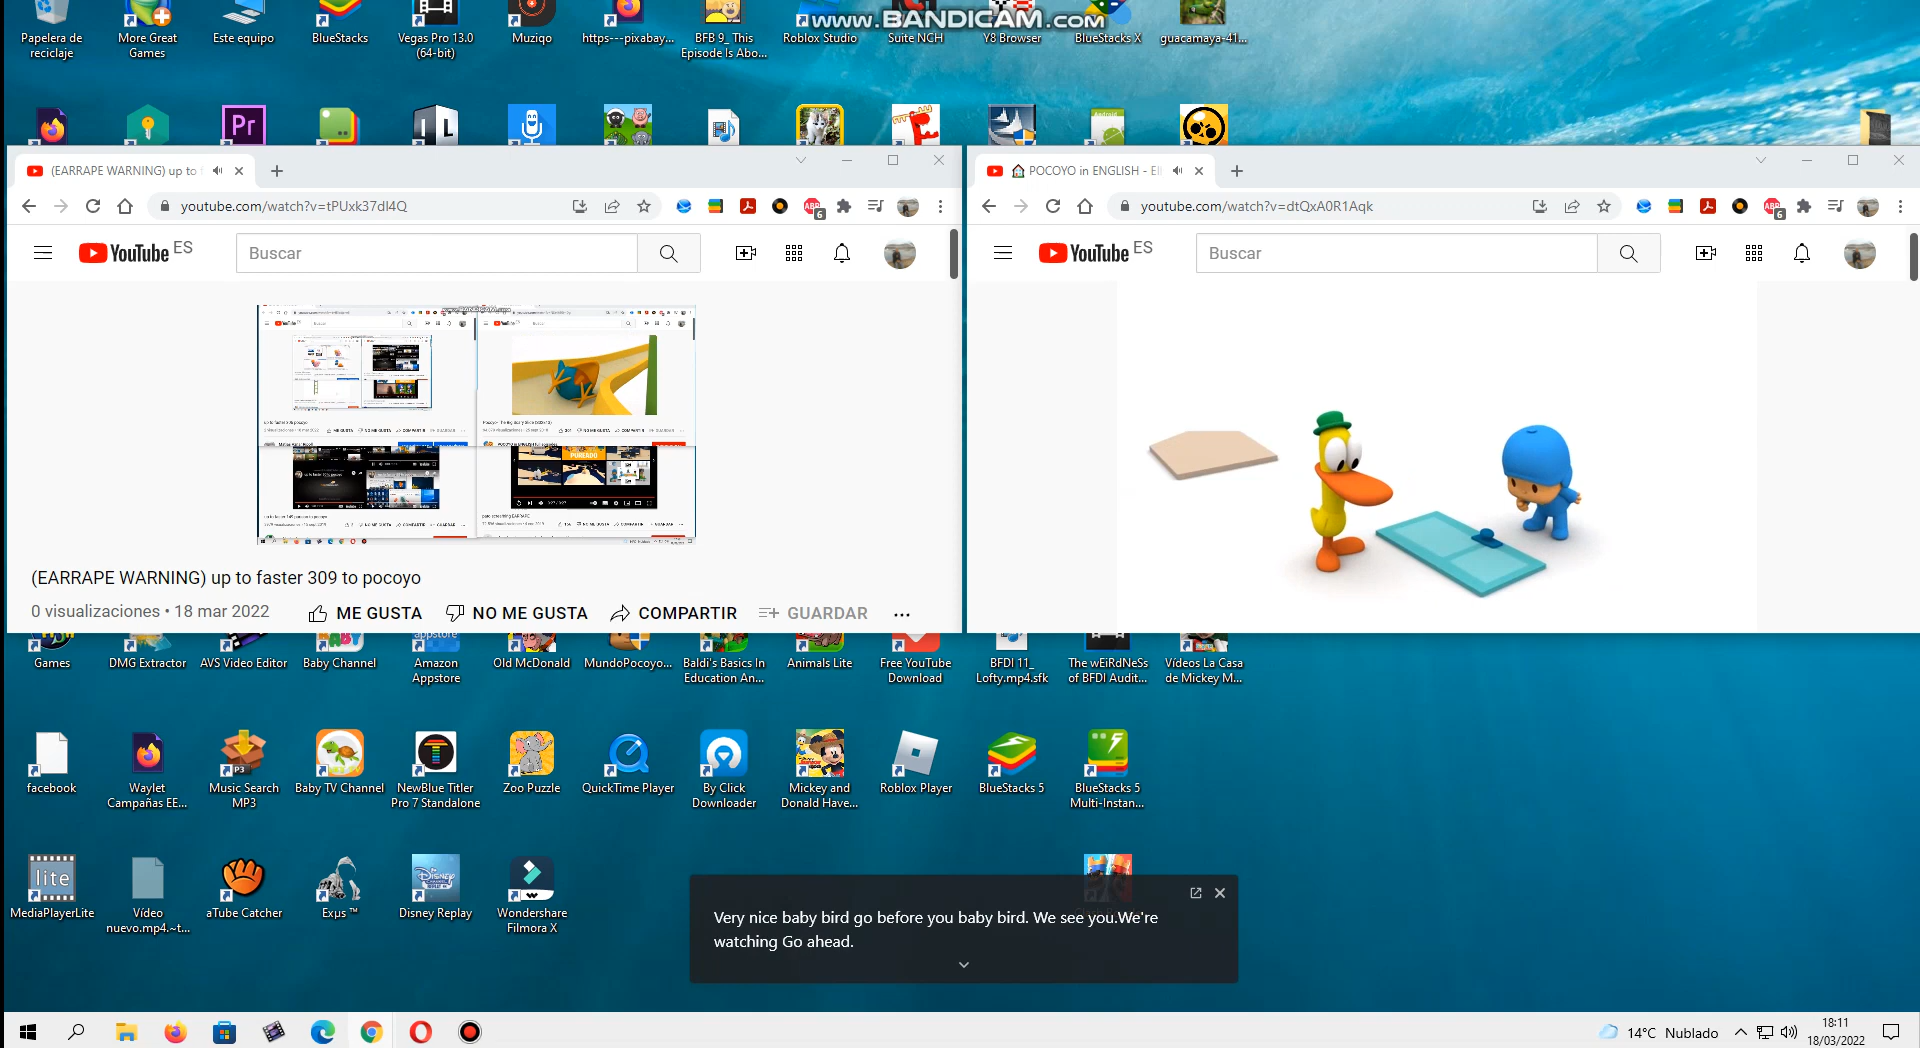 www.BANDICAM.com
Papelera de
reciclaje
More Great
Games
Este equipo
BlueStacks
Vegas Pro 13.0
(64-bit)
Muziqo
https---pixabay...
BFB 9_ This
Episode Is Abo...
Roblox Studio
Suite NCH
Y8 Browser
BlueStacks X
guacamaya-41...
(EARRAPE WARNING) up to f
youtube.com/watch?v=tPUxk37dI4Q
YouTube ES
Buscar
(EARRAPE WARNING) up to faster 309 to pocoyo
0 visualizaciones • 18 mar 2022
ME GUSTA
NO ME GUSTA
COMPARTIR
GUARDAR
POCOYO in ENGLISH - El
youtube.com/watch?v=dtQxA0R1Aqk
YouTube ES
Buscar
Games
DMG Extractor
AVS Video Editor
Baby Channel
Amazon
Appstore
Old McDonald
MundoPocoyo...
Baldi's Basics In
Education An...
Animals Lite
Free YouTube
Download
BFDI 11_
Lofty.mp4.sfk
The wEiRdNeSs
of BFDI Audit...
Vídeos La Casa
de Mickey M...
facebook
Waylet
Campañas EE...
Music Search
MP3
Baby TV Channel
NewBlue Titler
Pro 7 Standalone
Zoo Puzzle
QuickTime Player
By Click
Downloader
Mickey and
Donald Have...
Roblox Player
BlueStacks 5
BlueStacks 5
Multi-Instan...
lite
MediaPlayerLite
Vídeo
nuevo.mp4.~t...
aTube Catcher
Exus ™
Disney Replay
Wondershare
Filmora X
Very nice baby bird go before you baby bird. We see you.We're
watching Go ahead.
14°C Nublado
18:11
18/03/2022